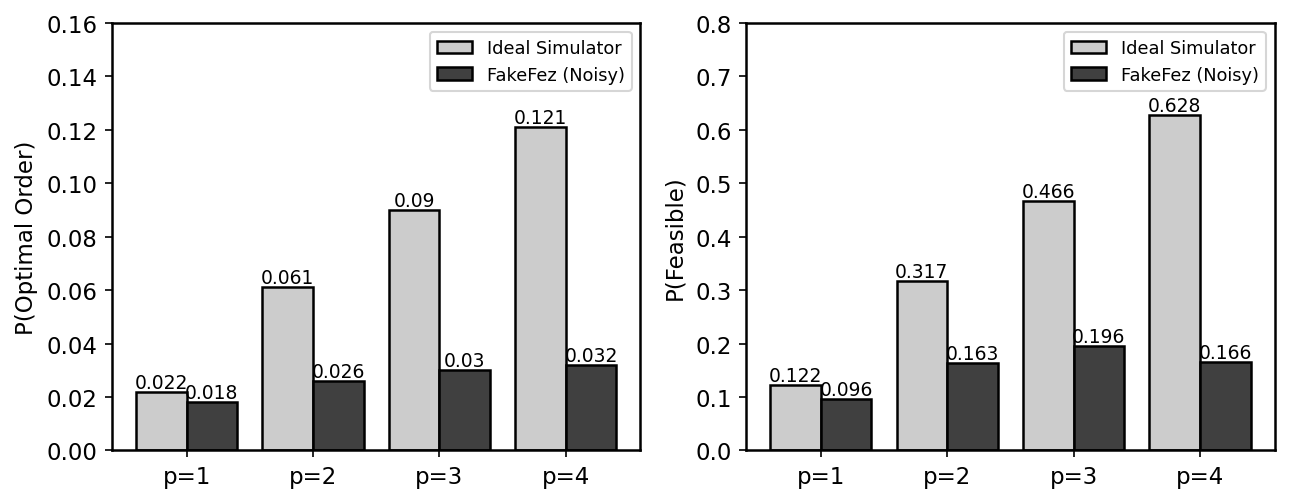 P(Optimal Order)
0.16
0.14
0.12
0.10
0.08
0.06
0.04
0.02
0.00
Ideal Simulator
FakeFez (Noisy)
0.022
0.018
0.061
0.026
0.09
0.03
0.121
0.032
p=1
p=2
p=3
p=4
P(Feasible)
0.8
0.7
0.6
0.5
0.4
0.3
0.2
0.1
0.0
Ideal Simulator
FakeFez (Noisy)
0.122
0.096
0.317
0.163
0.466
0.196
0.628
0.166
p=1
p=2
p=3
p=4